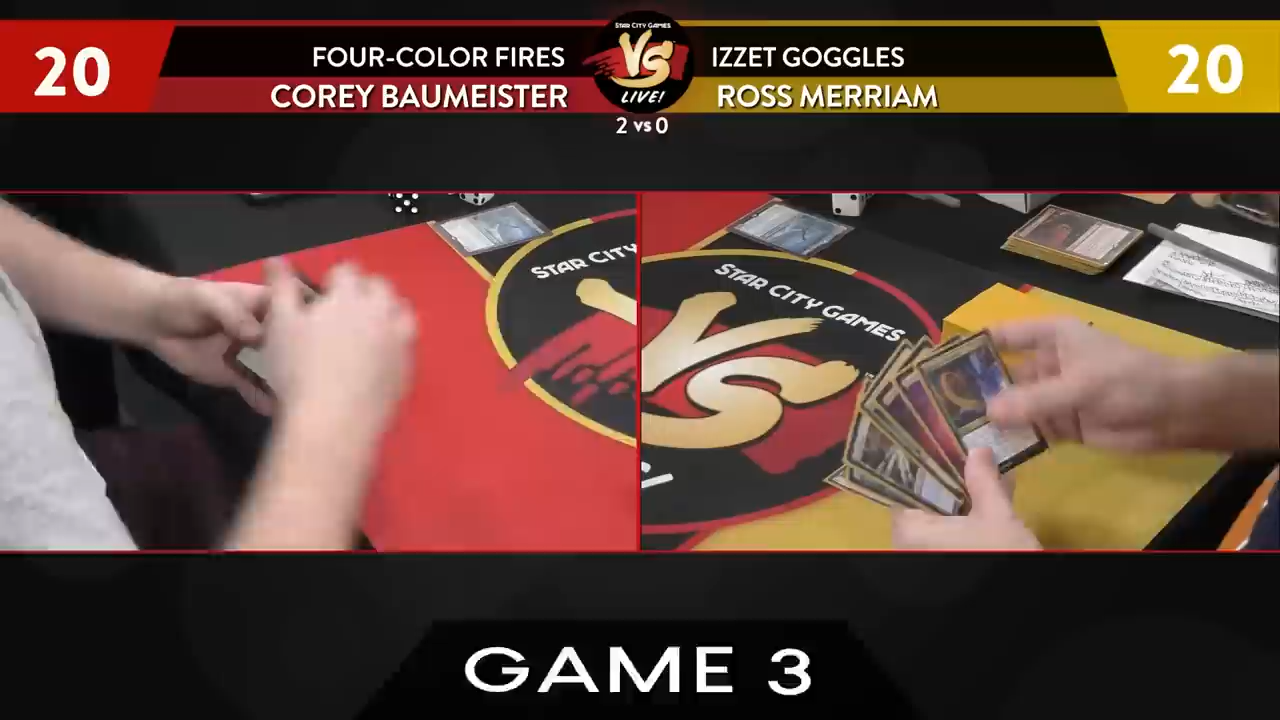 20
FOUR-COLOR FIRES
COREY BAUMEISTER
STAR CITY GAMES
VS
LIVE!
2 vs 0
IZZET GOGGLES
ROSS MERRIAM
20
STAR CITY
STAR CITY GAMES
VS
GAME 3